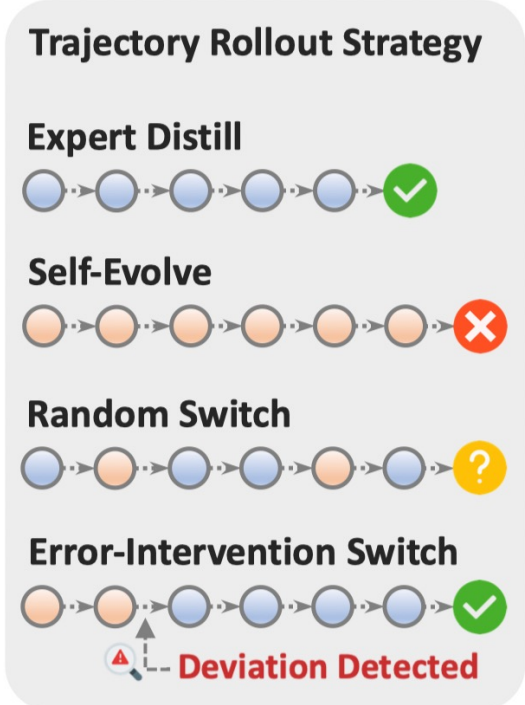 Trajectory Rollout Strategy
Expert Distill
Self-Evolve
Random Switch
?
Error-Intervention Switch
Deviation Detected